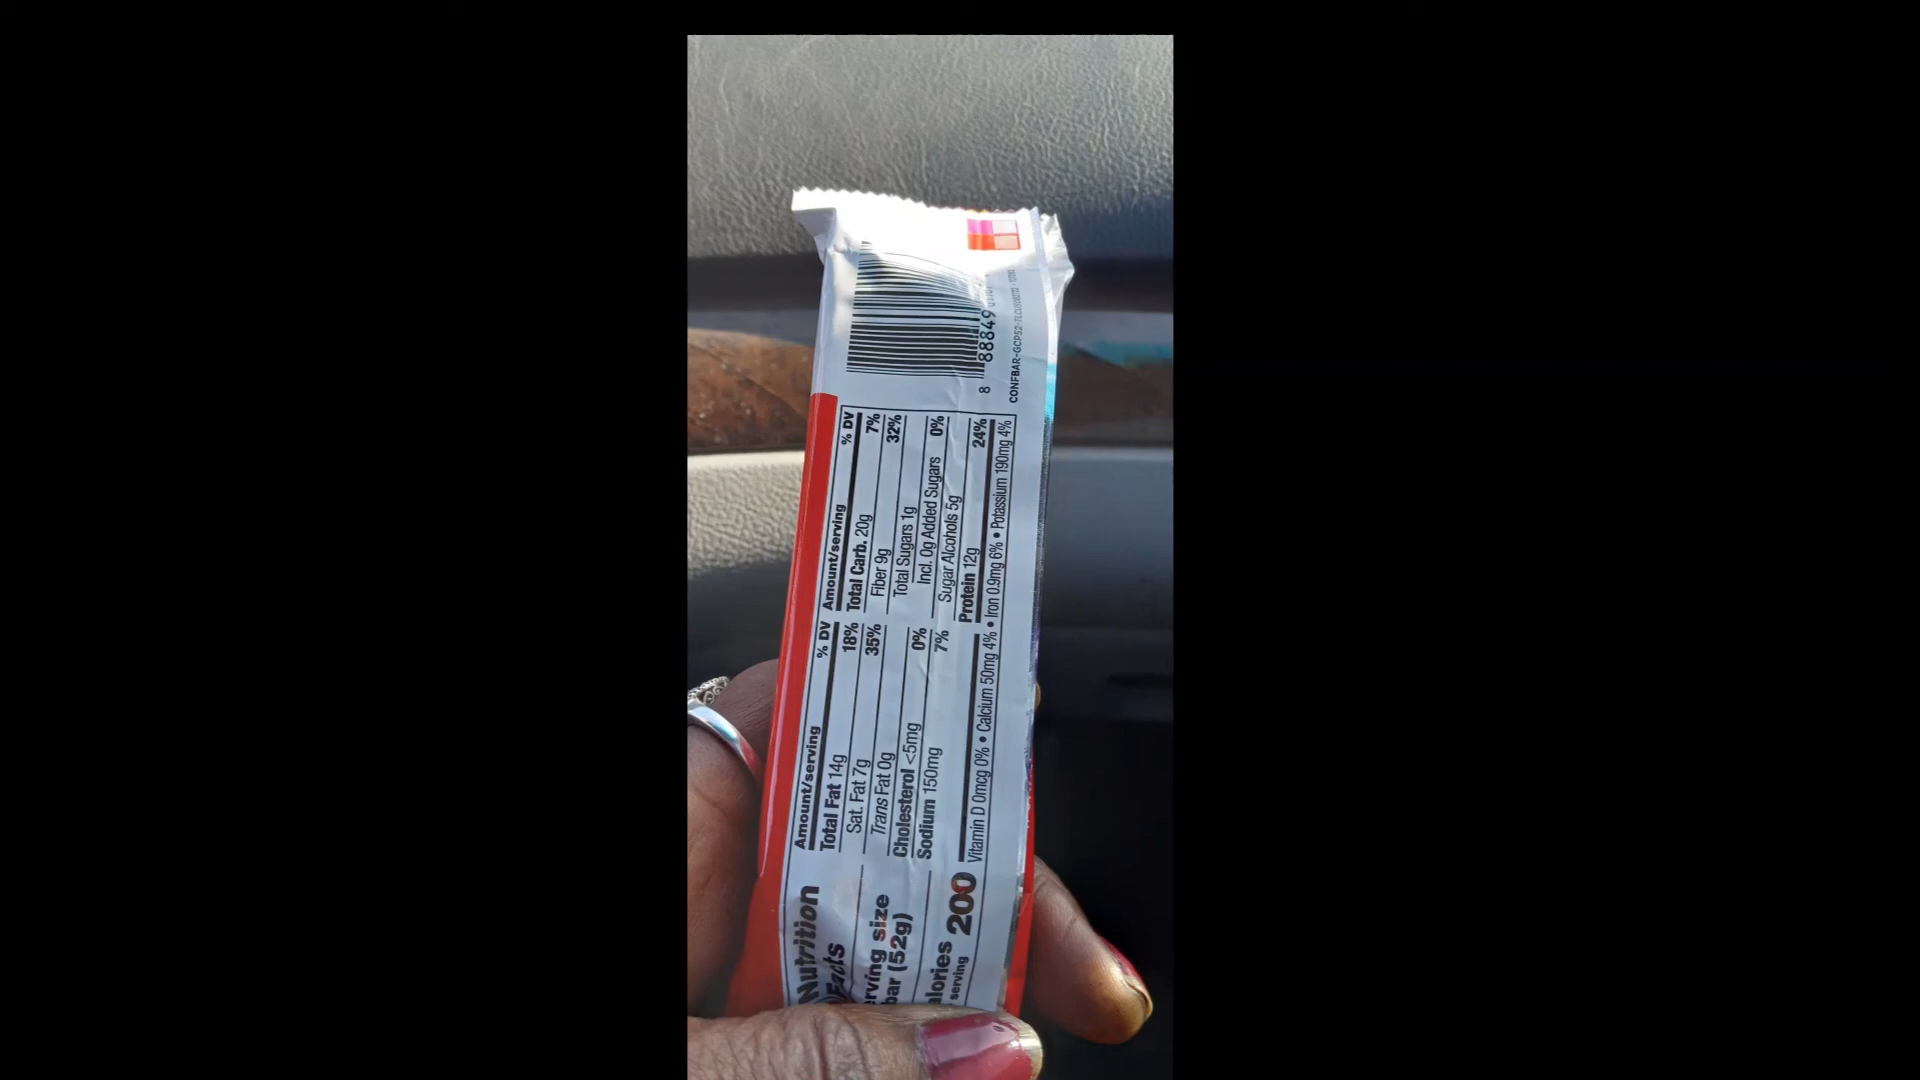 Nutrition
Facts
erving size
bar (52g)
alories 200
serving
Amount/serving % DV
Total Fat 14g 18%
Sat. Fat 7g 35%
Trans Fat 0g
Cholesterol <5mg 0%
Sodium 150mg 7%
Amount/serving % DV
Total Carb. 20g 7%
Fiber 9g 32%
Total Sugars 1g
Incl. 0g Added Sugars 0%
Sugar Alcohols 5g
Protein 12g 24%
Vitamin D 0mcg 0% • Calcium 50mg 4% • Iron 0.9mg 6% • Potassium 190mg 4%
8 88849